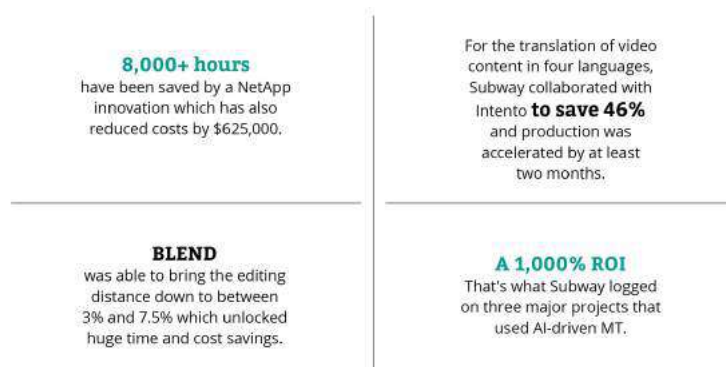 8,000+ hours
have been saved by a NetApp
innovation which has also
reduced costs by $625,000.
For the translation of video
content in four languages,
Subway collaborated with
Intento to save 46%
and production was
accelerated by at least
two months.
BLEND
was able to bring the editing
distance down to between
3% and 7.5% which unlocked
huge time and cost savings.
A 1,000% ROI
That's what Subway logged
on three major projects that
used AI-driven MT.